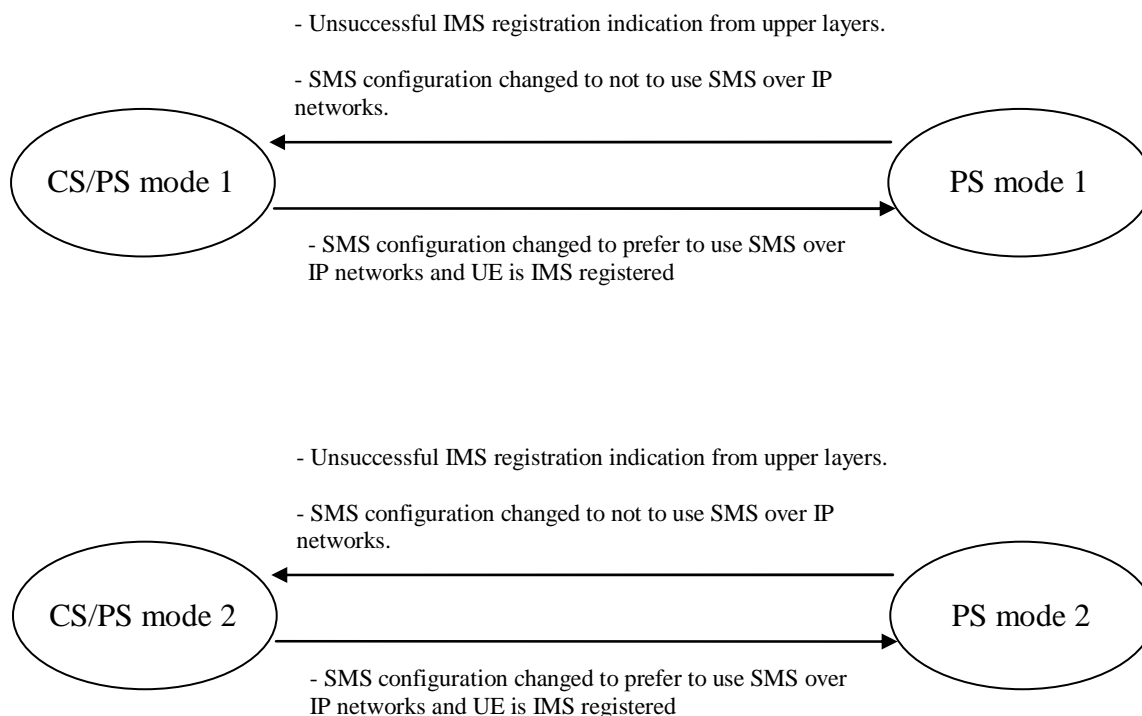 - Unsuccessful IMS registration indication from upper layers.
- SMS configuration changed to not to use SMS over IP
networks.
CS/PS mode 1
PS mode 1
- SMS configuration changed to prefer to use SMS over
IP networks and UE is IMS registered
- Unsuccessful IMS registration indication from upper layers.
- SMS configuration changed to not to use SMS over IP
networks.
CS/PS mode 2
PS mode 2
- SMS configuration changed to prefer to use SMS over
IP networks and UE is IMS registered